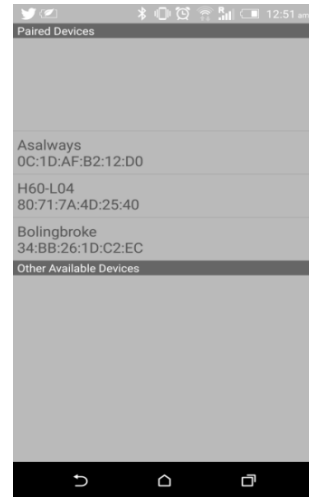 12:51 am
Paired Devices
Asalways
0C:1D:AF:B2:12:D0
H60-L04
80:71:7A:4D:25:40
Bolingbroke
34:BB:26:1D:C2:EC
Other Available Devices